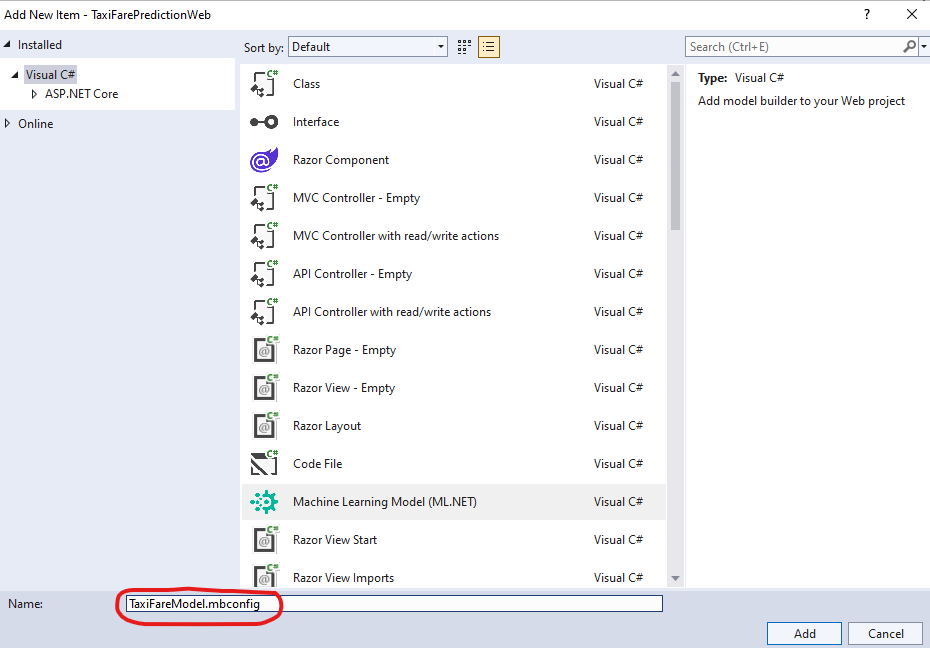 Add New Item - TaxiFarePredictionWeb ?
Installed
Visual C#
ASP.NET Core
Online
Sort by: Default
Search (Ctrl+E)
C# Class Visual C#
Interface Visual C#
@ Razor Component Visual C#
C# MVC Controller - Empty Visual C#
C# MVC Controller with read/write actions Visual C#
C# API Controller - Empty Visual C#
C# API Controller with read/write actions Visual C#
C# @ Razor Page - Empty Visual C#
C# @ Razor View - Empty Visual C#
C# @ Razor Layout Visual C#
C# Code File Visual C#
Machine Learning Model (ML.NET) Visual C#
C# @ Razor View Start Visual C#
C# @ Razor View Imports Visual C#
Type: Visual C#
Add model builder to your Web project
Name: TaxiFareModel.mbconfig
Add Cancel